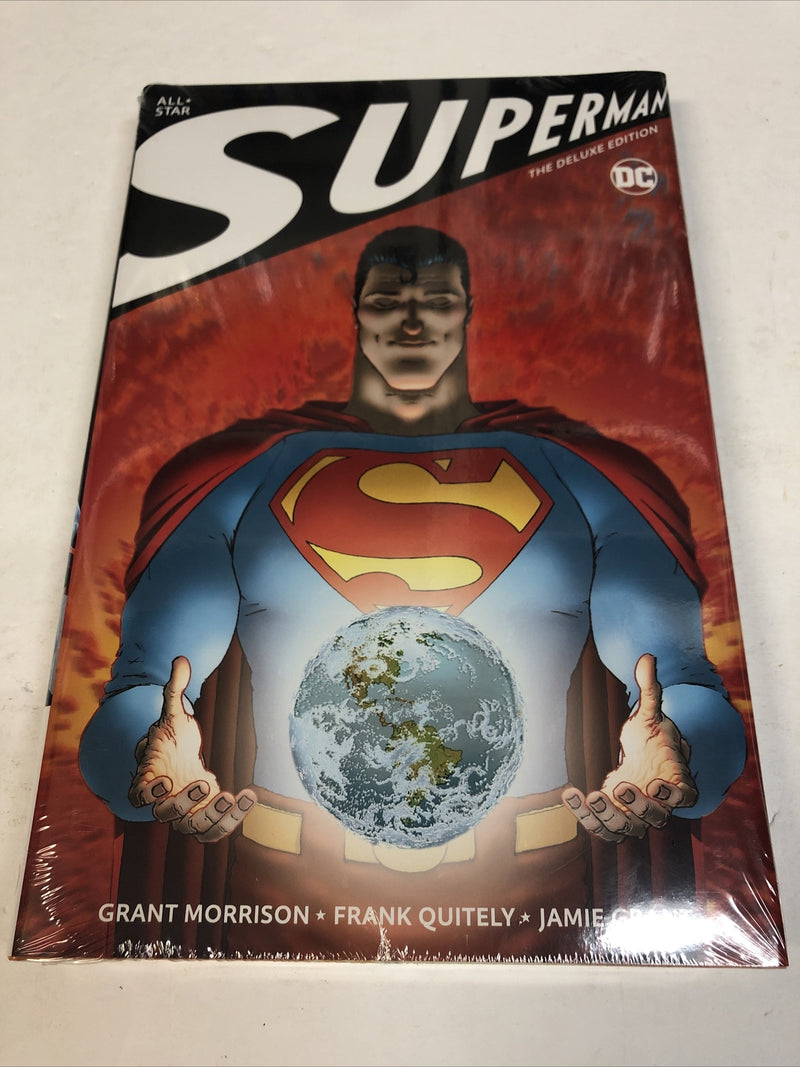 ALL★
STAR
SUPERMAN
THE DELUXE EDITION
DC
S
GRANT MORRISON ★ FRANK QUITELY ★ JAMIE